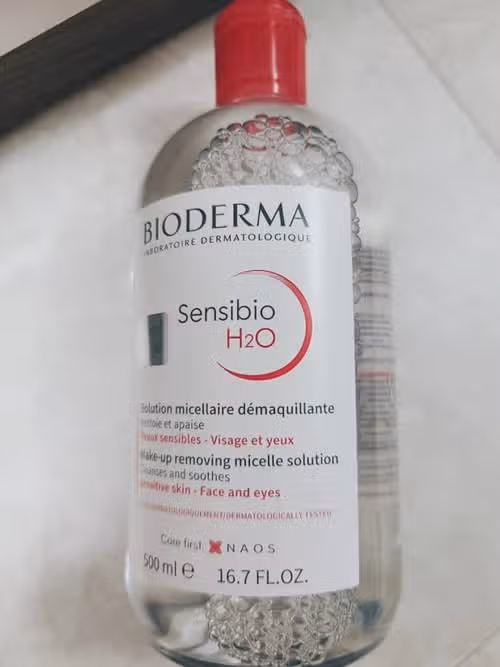 BIODERMA
LABORATOIRE DERMATOLOGIQUE
Sensibio
H2O
Solution micellaire démaquillante
Nettoie et apaise
Peaux sensibles - Visage et yeux
Make-up removing micelle solution
Cleanses and soothes
Sensitive skin - Face and eyes
DERMATOLOGIQUEMENT/DERMATOLOGICALLY TESTED
Care first NAOS
500 ml ℮ 16.7 FL.OZ.